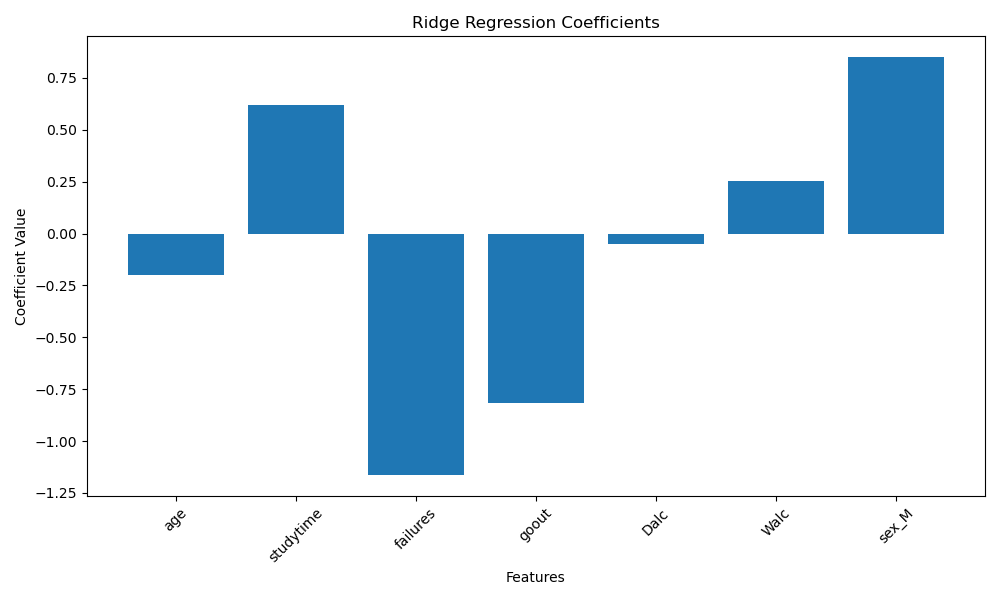 Ridge Regression Coefficients
Coefficient Value
0.75
0.50
0.25
0.00
−0.25
−0.50
−0.75
−1.00
−1.25
age
studytime
failures
goout
Dalc
Walc
sex_M
Features